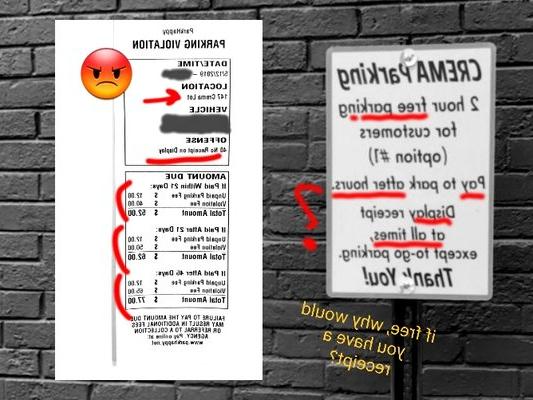 ParkHappy
PARKING VIOLATION
DATE/TIME
5/12/2019 –
LOCATION
147 Crema Lot
VEHICLE
OFFENSE
40 No Receipt on Display
AMOUNT DUE
If Paid Within 21 Days:
Unpaid Parking Fee $ 12.00
Violation Fee $ 40.00
Total Amount $ 52.00
If Paid After 21 Days:
Unpaid Parking Fee $ 12.00
Violation Fee $ 50.00
Total Amount $ 62.00
If Paid After 45 Days:
Unpaid Parking Fee $ 12.00
Violation Fee $ 65.00
Total Amount $ 77.00
FAILURE TO PAY THE AMOUNT DUE
MAY RESULT IN ADDITIONAL FEES
OR REFERRAL TO A COLLECTION
AGENCY. Pay online at:
www.parkhappy.net
CREMA Parking
2 hour free parking
for customers
(option #1)
Pay to park after hours.
Display receipt
at all times,
except to-go parking.
Thank You!
?
if free, why would
you have a
receipt?